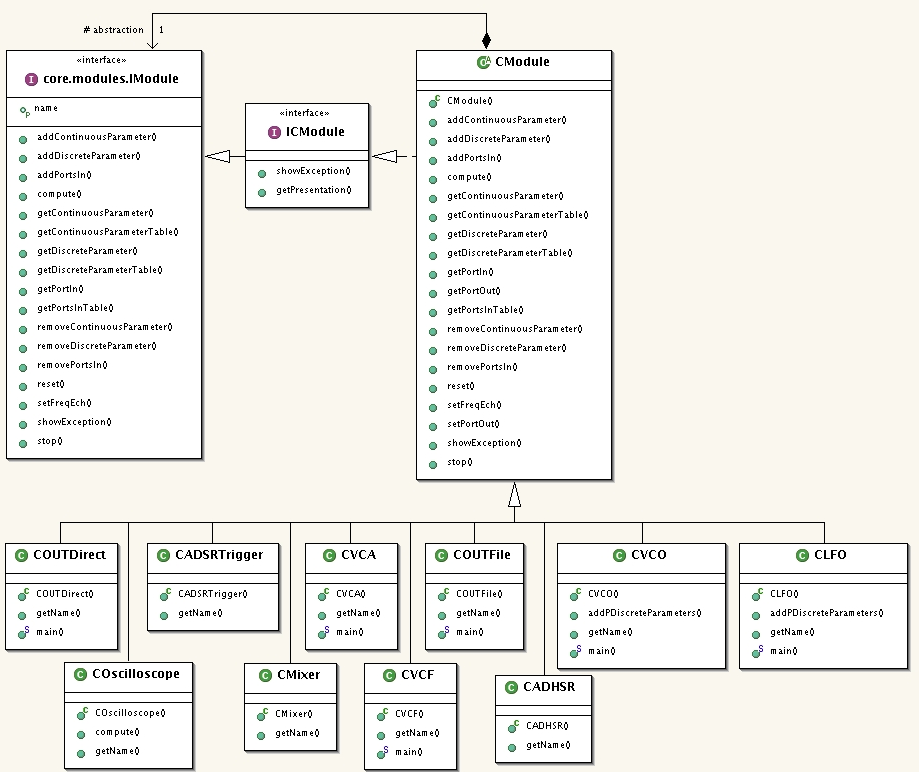 # abstraction
1
«interface»
core.modules.IModule
name
addContinuousParameter()
addDiscreteParameter()
addPortsIn()
compute()
getContinuousParameter()
getContinuousParameterTable()
getDiscreteParameter()
getDiscreteParameterTable()
getPortIn()
getPortsInTable()
removeContinuousParameter()
removeDiscreteParameter()
removePortsIn()
reset()
setFreqEch()
showException()
stop()
«interface»
ICModule
showException()
getPresentation()
CModule
CModule()
addContinuousParameter()
addDiscreteParameter()
addPortsIn()
compute()
getContinuousParameter()
getContinuousParameterTable()
getDiscreteParameter()
getDiscreteParameterTable()
getPortIn()
getPortOut()
getPortsInTable()
removeContinuousParameter()
removeDiscreteParameter()
removePortsIn()
reset()
setFreqEch()
setPortOut()
showException()
stop()
COUTDirect
COUTDirect()
getName()
main()
CADSRTrigger
CADSRTrigger()
getName()
CVCA
CVCA()
getName()
main()
COUTFile
COUTFile()
getName()
main()
CVCO
CVCO()
addPDiscreteParameters()
getName()
main()
CLFO
CLFO()
addPDiscreteParameters()
getName()
main()
COscilloscope
COscilloscope()
compute()
getName()
CMixer
CMixer()
getName()
CVCF
CVCF()
getName()
main()
CADHSR
CADHSR()
getName()